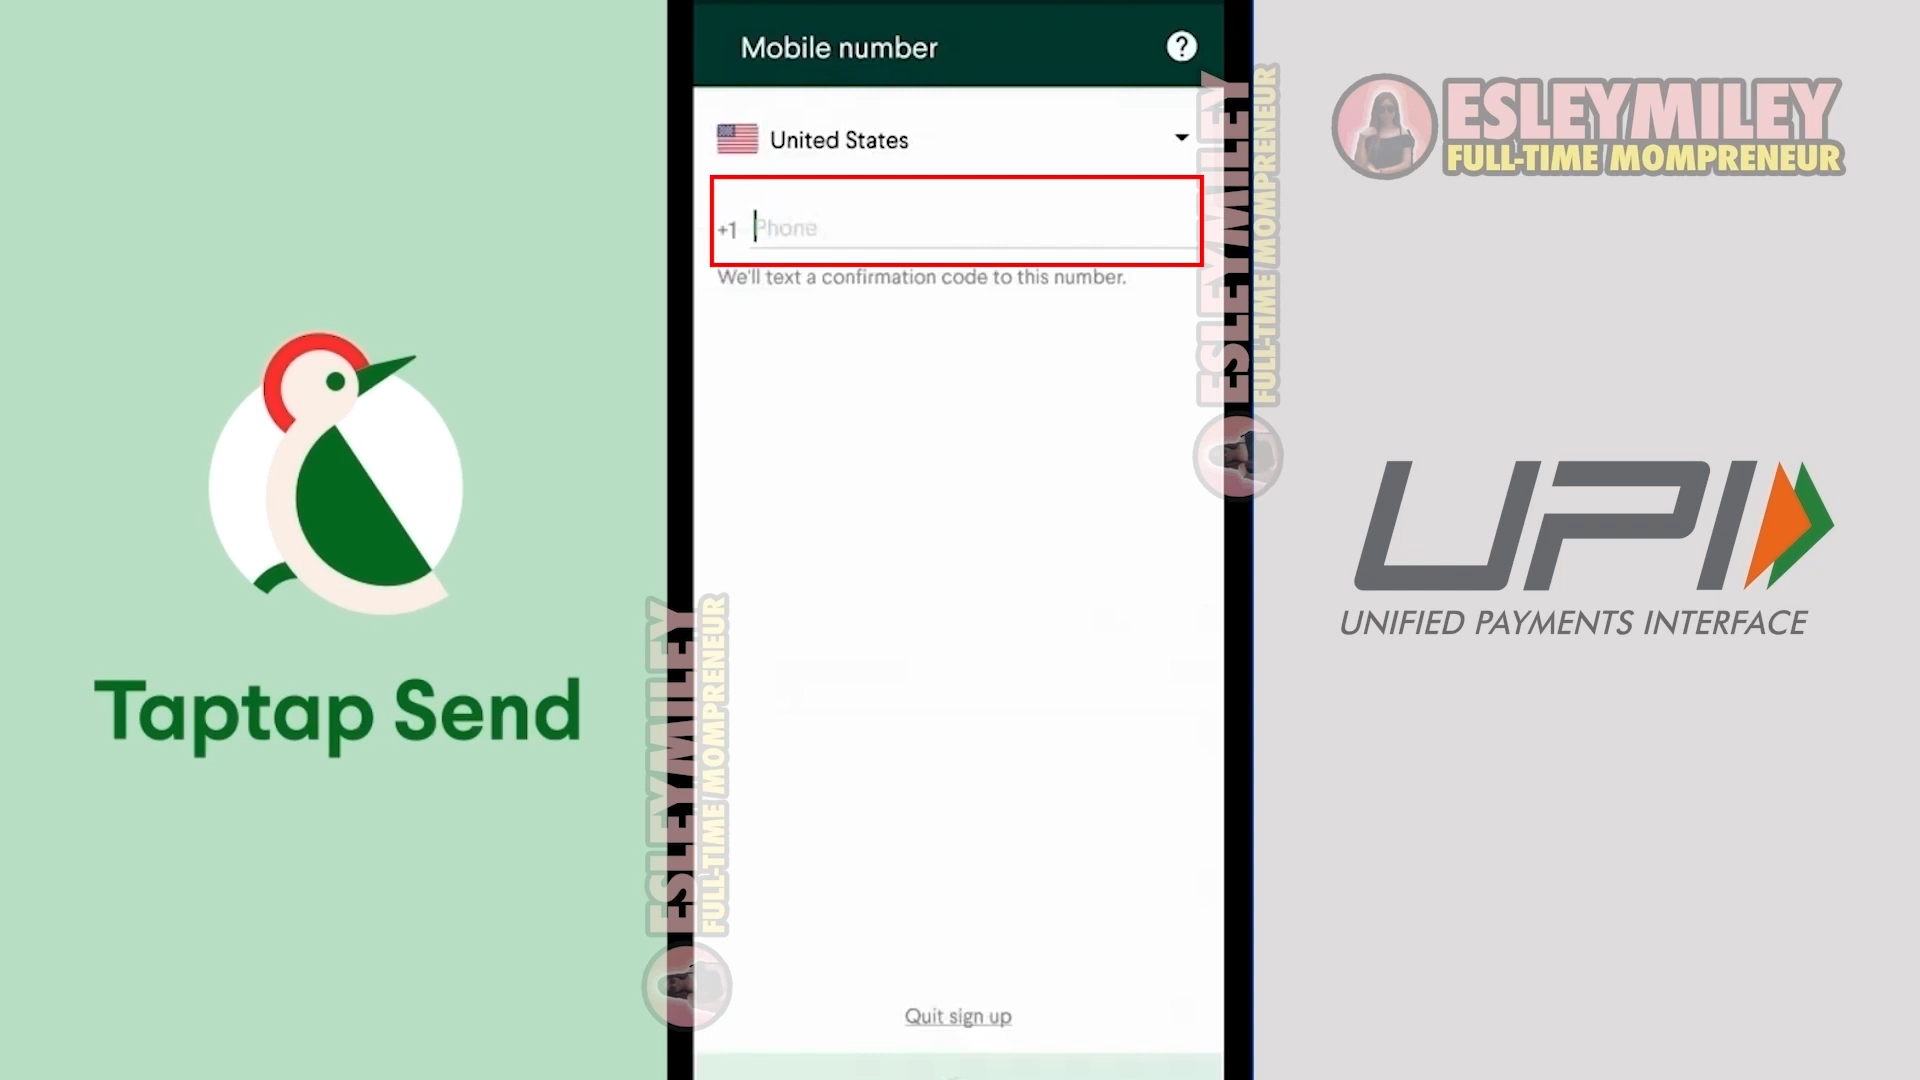 Mobile number
?
United States
+1 Phone
We'll text a confirmation code to this number.
Quit sign up
Taptap Send
ESLEYMILEY
FULL-TIME MOMPRENEUR
ESLEYMILEY
FULL-TIME MOMPRENEUR
ESLEYMILEY
FULL-TIME MOMPRENEUR
UPI
UNIFIED PAYMENTS INTERFACE